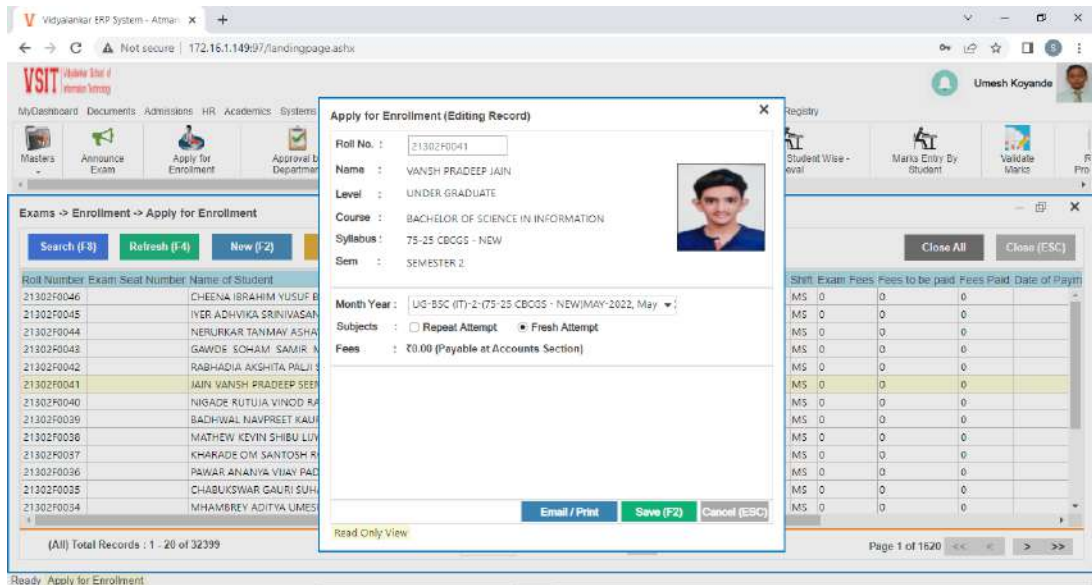 Vidyalankar ERP System - Atman
Not secure | 172.16.1.149:97/landingpage.ashx
VSIT Vidyalankar School of
Information Technology
Umesh Koyande
MyDashboard Documents Admissions HR Academics Systems
Registry
Masters
Announce Exam
Apply for Enrollment
Approval b
Departmen
Student Wise -
oval
Marks Entry By Student
Validate Marks
R
Pro
Exams -> Enrollment -> Apply for Enrollment
Search (F3) Refresh (F4) New (F2) Close All Close (ESC)
Roll Number Exam Seat Number Name of Student Shift Exam Fees Fees to be paid Fees Paid Date of Paym
21302F0046 CHEENA IBRAHIM YUSUF B MS 0 0 0
21302F0045 IYER ADHVIKA SRINIVASAN MS 0 0 0
21302F0044 NERURKAR TANMAY ASHA MS 0 0 0
21302F0043 GAWDE SOHAM SAMIR N MS 0 0 0
21302F0042 RABHADIA AKSHITA PALJI S MS 0 0 0
21302F0041 JAIN VANSH PRADEEP SEEM MS 0 0 0
21302F0040 NIGADE RUTUJA VINOD RA MS 0 0 0
21302F0039 BADHWAL NAVPREET KAUR MS 0 0 0
21302F0038 MATHEW KEVIN SHIBU LIJY MS 0 0 0
21302F0037 KHARADE OM SANTOSH R MS 0 0 0
21302F0036 PAWAR ANANYA VIJAY PAD MS 0 0 0
21302F0035 CHABUKSWAR GAURI SUHA MS 0 0 0
21302F0034 MHAMBREY ADITYA UMES MS 0 0 0
(All) Total Records : 1 - 20 of 32399
Page 1 of 1620 << < > >>
Ready Apply for Enrollment
Apply for Enrollment (Editing Record)
Roll No. : 21302F0041
Name : VANSH PRADEEP JAIN
Level : UNDER GRADUATE
Course : BACHELOR OF SCIENCE IN INFORMATION
Syllabus : 75-25 CBCGS - NEW
Sem : SEMESTER 2
Month Year : UG-BSC (IT)-2-(75-25 CBCGS - NEW)MAY-2022, May
Subjects : Repeat Attempt Fresh Attempt
Fees : ₹0.00 (Payable at Accounts Section)
Email / Print Save (F2) Cancel (ESC)
Read Only View